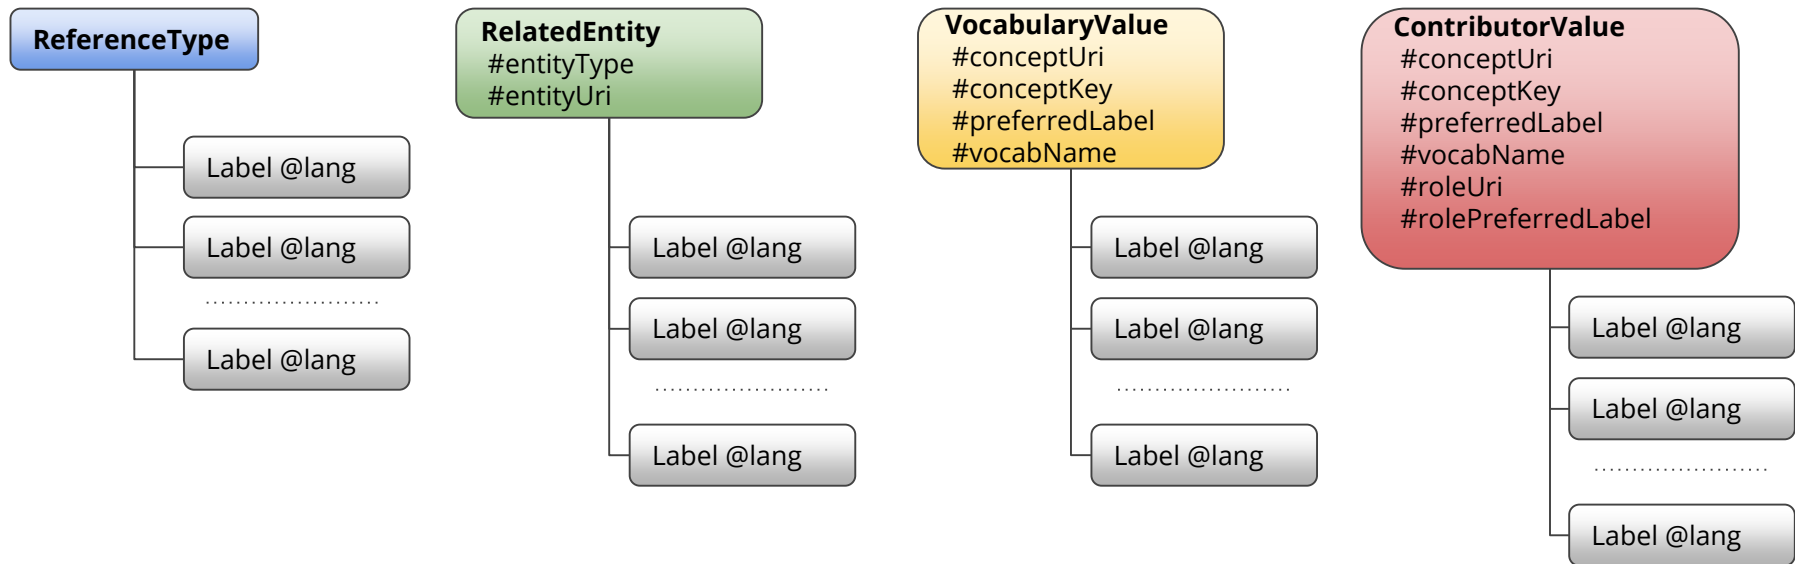 ReferenceType
Label @lang
Label @lang
Label @lang
RelatedEntity
#entityType
#entityUri
Label @lang
Label @lang
Label @lang
VocabularyValue
#conceptUri
#conceptKey
#preferredLabel
#vocabName
Label @lang
Label @lang
Label @lang
ContributorValue
#conceptUri
#conceptKey
#preferredLabel
#vocabName
#roleUri
#rolePreferredLabel
Label @lang
Label @lang
Label @lang